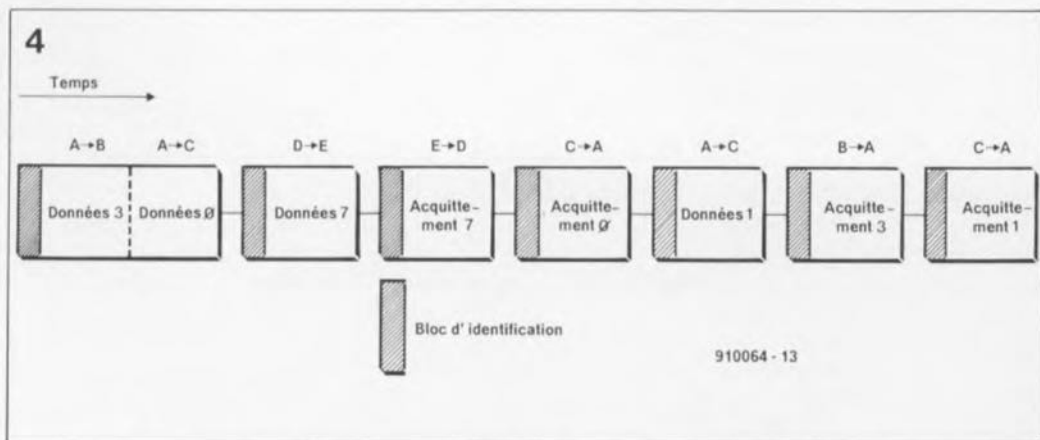 4
Temps
A→B A→C D→E E→D C→A A→C B→A C→A
Données 3 Données Ø Données 7 Acquitte-
ment 7 Acquitte-
ment Ø Données 1 Acquitte-
ment 3 Acquitte-
ment 1
Bloc d' identification
910064 - 13